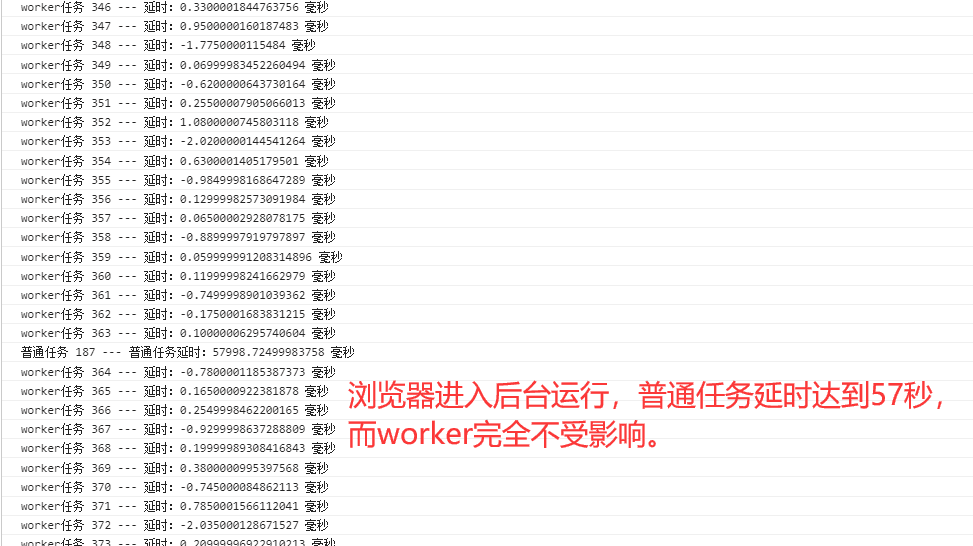 worker任务 346 --- 延时：0.3300001844763756 毫秒
worker任务 347 --- 延时：0.9500000160187483 毫秒
worker任务 348 --- 延时：-1.7750000115484 毫秒
worker任务 349 --- 延时：0.06999983452260494 毫秒
worker任务 350 --- 延时：-0.6200000643730164 毫秒
worker任务 351 --- 延时：0.25500007905066013 毫秒
worker任务 352 --- 延时：1.0800000745803118 毫秒
worker任务 353 --- 延时：-2.0200000144541264 毫秒
worker任务 354 --- 延时：0.6300001405179501 毫秒
worker任务 355 --- 延时：-0.9849998168647289 毫秒
worker任务 356 --- 延时：0.12999982573091984 毫秒
worker任务 357 --- 延时：0.06500002928078175 毫秒
worker任务 358 --- 延时：-0.8899997919797897 毫秒
worker任务 359 --- 延时：0.059999991208314896 毫秒
worker任务 360 --- 延时：0.11999998241662979 毫秒
worker任务 361 --- 延时：-0.7499998901039362 毫秒
worker任务 362 --- 延时：-0.1750001683831215 毫秒
worker任务 363 --- 延时：0.10000006295740604 毫秒
普通任务 187 --- 普通任务延时：57998.72499983758 毫秒
worker任务 364 --- 延时：-0.7800001185387373 毫秒
worker任务 365 --- 延时：0.1650000922381878 毫秒
worker任务 366 --- 延时：0.2549998462200165 毫秒
worker任务 367 --- 延时：-0.9299998637288809 毫秒
worker任务 368 --- 延时：0.19999989308416843 毫秒
worker任务 369 --- 延时：0.3800000995397568 毫秒
worker任务 370 --- 延时：-0.745000084862113 毫秒
worker任务 371 --- 延时：0.7850001566112041 毫秒
worker任务 372 --- 延时：-2.035000128671527 毫秒
worker任务 373 --- 延时：0.20999996922910213 毫秒
浏览器进入后台运行，普通任务延时达到57秒，
而worker完全不受影响。